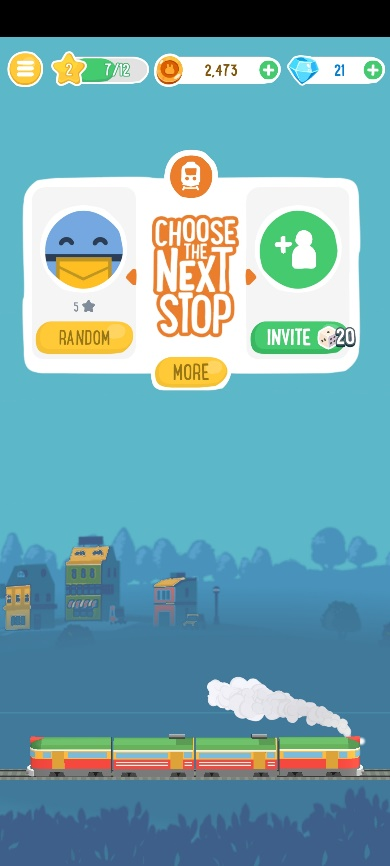 2 7/12 2,473 21
CHOOSE
THE
NEXT
STOP
5
RANDOM
INVITE 20
MORE